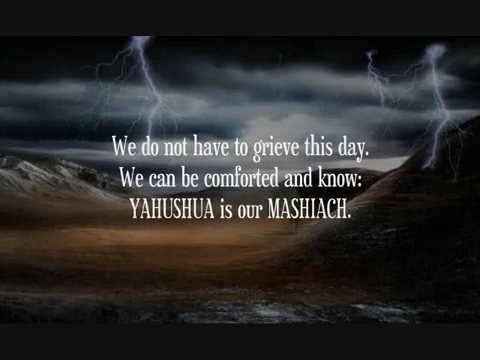 We do not have to grieve this day.
We can be comforted and know:
YAHUSHUA is our MASHIACH.